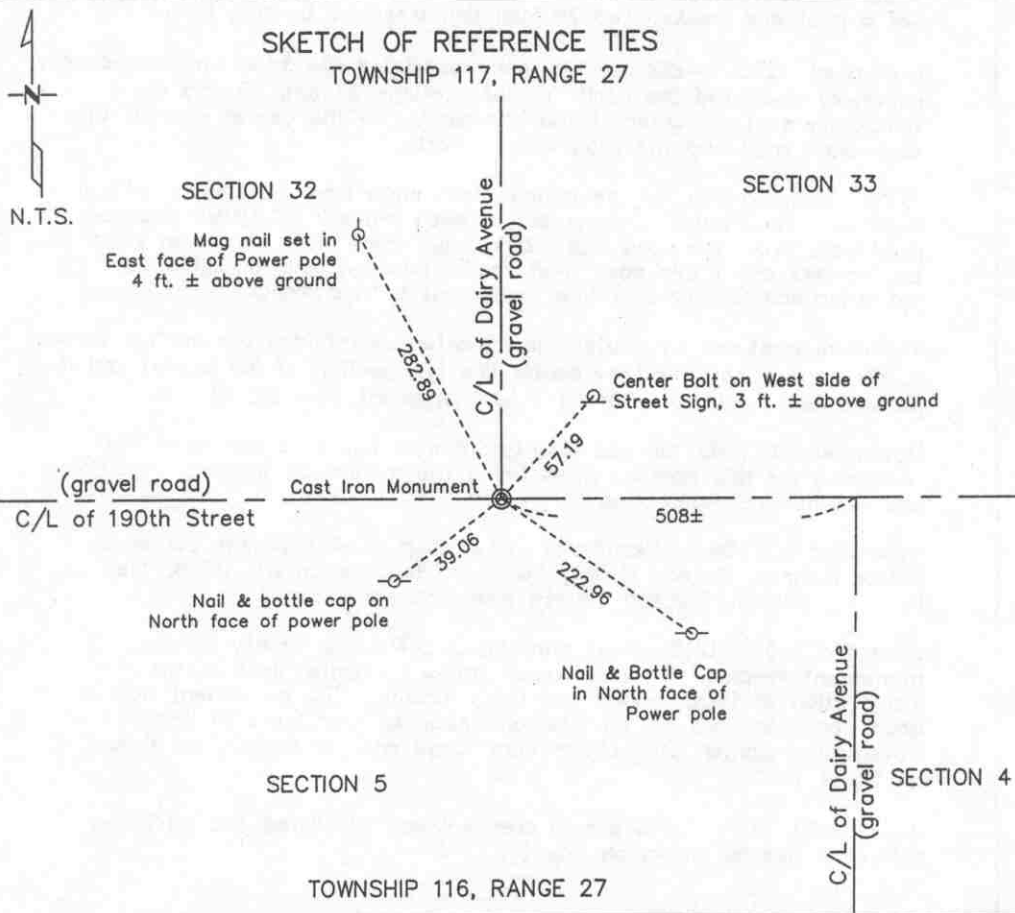 SKETCH OF REFERENCE TIES
TOWNSHIP 117, RANGE 27
N
N.T.S.
SECTION 32
SECTION 33
Mag nail set in
East face of Power pole
4 ft. ± above ground
C/L of Dairy Avenue
(gravel road)
282.89
Center Bolt on West side of
Street Sign, 3 ft. ± above ground
57.19
(gravel road)
C/L of 190th Street
Cast Iron Monument
508±
39.06
222.96
Nail & bottle cap on
North face of power pole
Nail & Bottle Cap
in North face of
Power pole
C/L of Dairy Avenue
(gravel road)
SECTION 5
SECTION 4
TOWNSHIP 116, RANGE 27